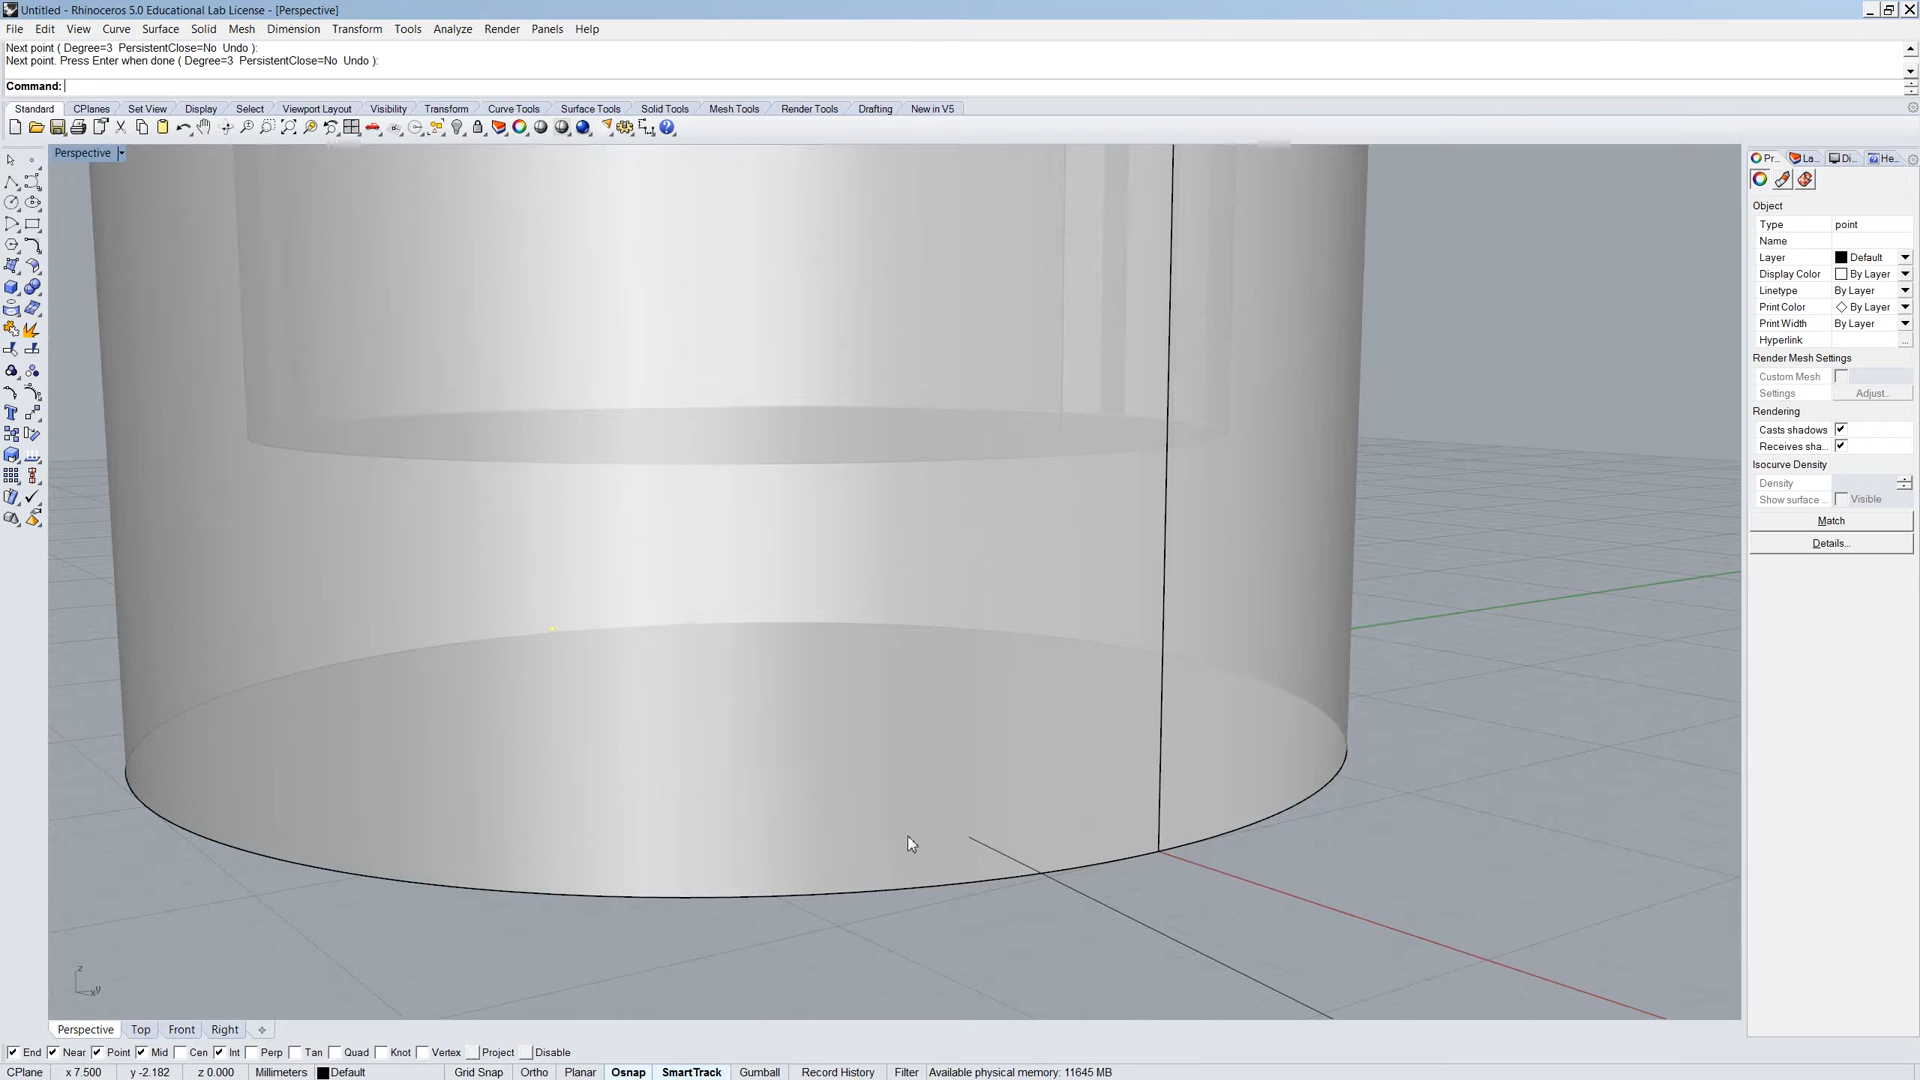 Untitled - Rhinoceros 5.0 Educational Lab License - [Perspective]
File Edit View Curve Surface Solid Mesh Dimension Transform Tools Analyze Render Panels Help
Next point ( Degree=3 PersistentClose=No Undo ):
Next point. Press Enter when done ( Degree=3 PersistentClose=No Undo ):
Command:
Standard CPlanes Set View Display Select Viewport Layout Visibility Transform Curve Tools Surface Tools Solid Tools Mesh Tools Render Tools Drafting New in V5
Perspective
Pr... La... Di... He...
Object
Type point
Name
Layer Default
Display Color By Layer
Linetype By Layer
Print Color By Layer
Print Width By Layer
Hyperlink ...
Render Mesh Settings
Custom Mesh
Settings Adjust...
Rendering
Casts shadows
Receives sha...
Isocurve Density
Density
Show surface ... Visible
Match
Details...
z
x y
Perspective Top Front Right
End Near Point Mid Cen Int Perp Tan Quad Knot Vertex Project Disable
CPlane x 7.500 y -2.182 z 0.000 Millimeters Default Grid Snap Ortho Planar Osnap SmartTrack Gumball Record History Filter Available physical memory: 11645 MB